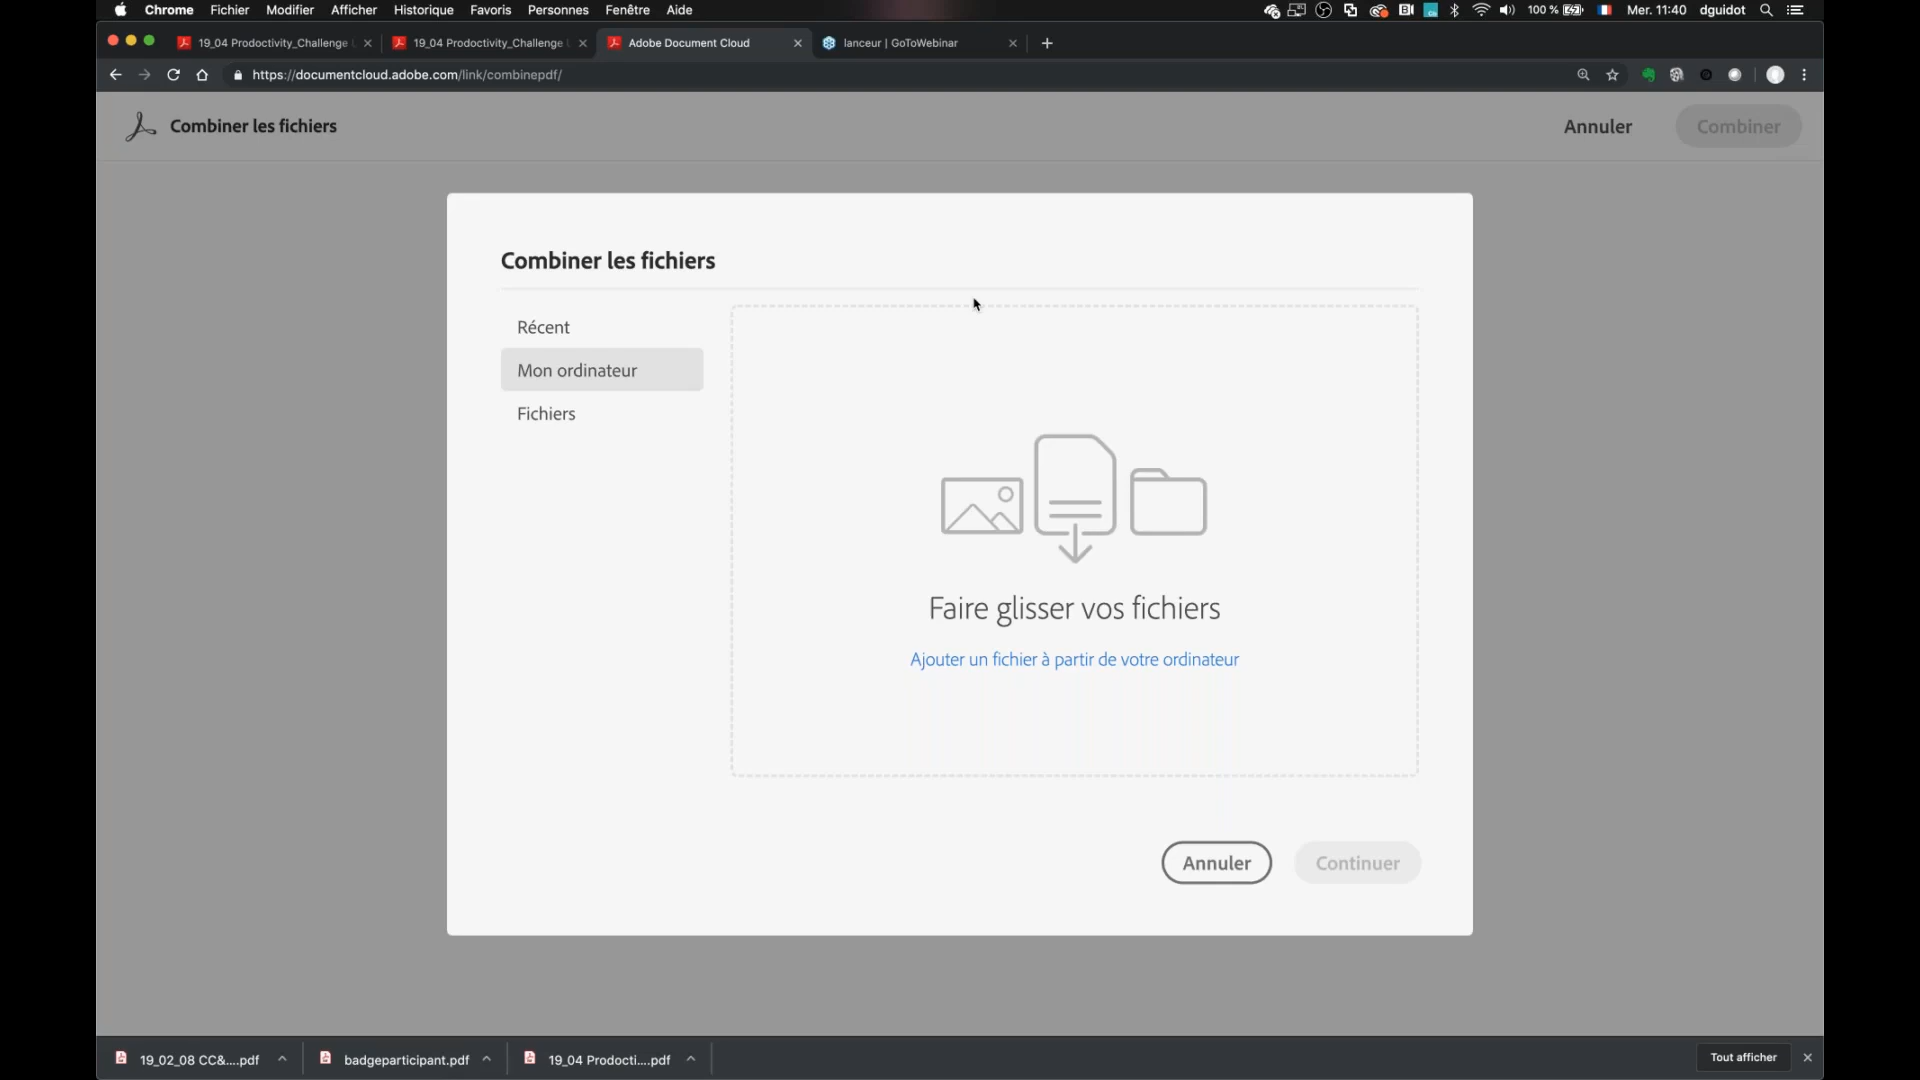 Chrome Fichier Modifier Afficher Historique Favoris Personnes Fenêtre Aide 100 % Mer. 11:40 dguidot
19_04 Productivity_Challenge Adobe Document Cloud lanceur | GoToWebinar
19_04 Productivity_Challenge
https://documentcloud.adobe.com/link/combinepdf/
Combiner les fichiers Annuler Combiner
Combiner les fichiers
Récent
Mon ordinateur
Fichiers
Faire glisser vos fichiers
Ajouter un fichier à partir de votre ordinateur
Annuler Continuer
19_02_08 CC&....pdf badgeparticipant.pdf 19_04 Producti....pdf Tout afficher